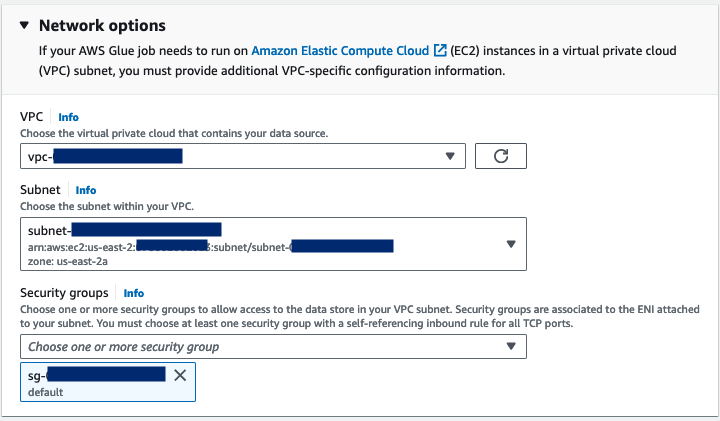 Network options
If your AWS Glue job needs to run on Amazon Elastic Compute Cloud (EC2) instances in a virtual private cloud
(VPC) subnet, you must provide additional VPC-specific configuration information.
VPC Info
Choose the virtual private cloud that contains your data source.
vpc-
Subnet Info
Choose the subnet within your VPC.
subnet-
arn:aws:ec2:us-east-2: :subnet/subnet-
zone: us-east-2a
Security groups Info
Choose one or more security groups to allow access to the data store in your VPC subnet. Security groups are associated to the ENI attached
to your subnet. You must choose at least one security group with a self-referencing inbound rule for all TCP ports.
Choose one or more security group
sg-
default